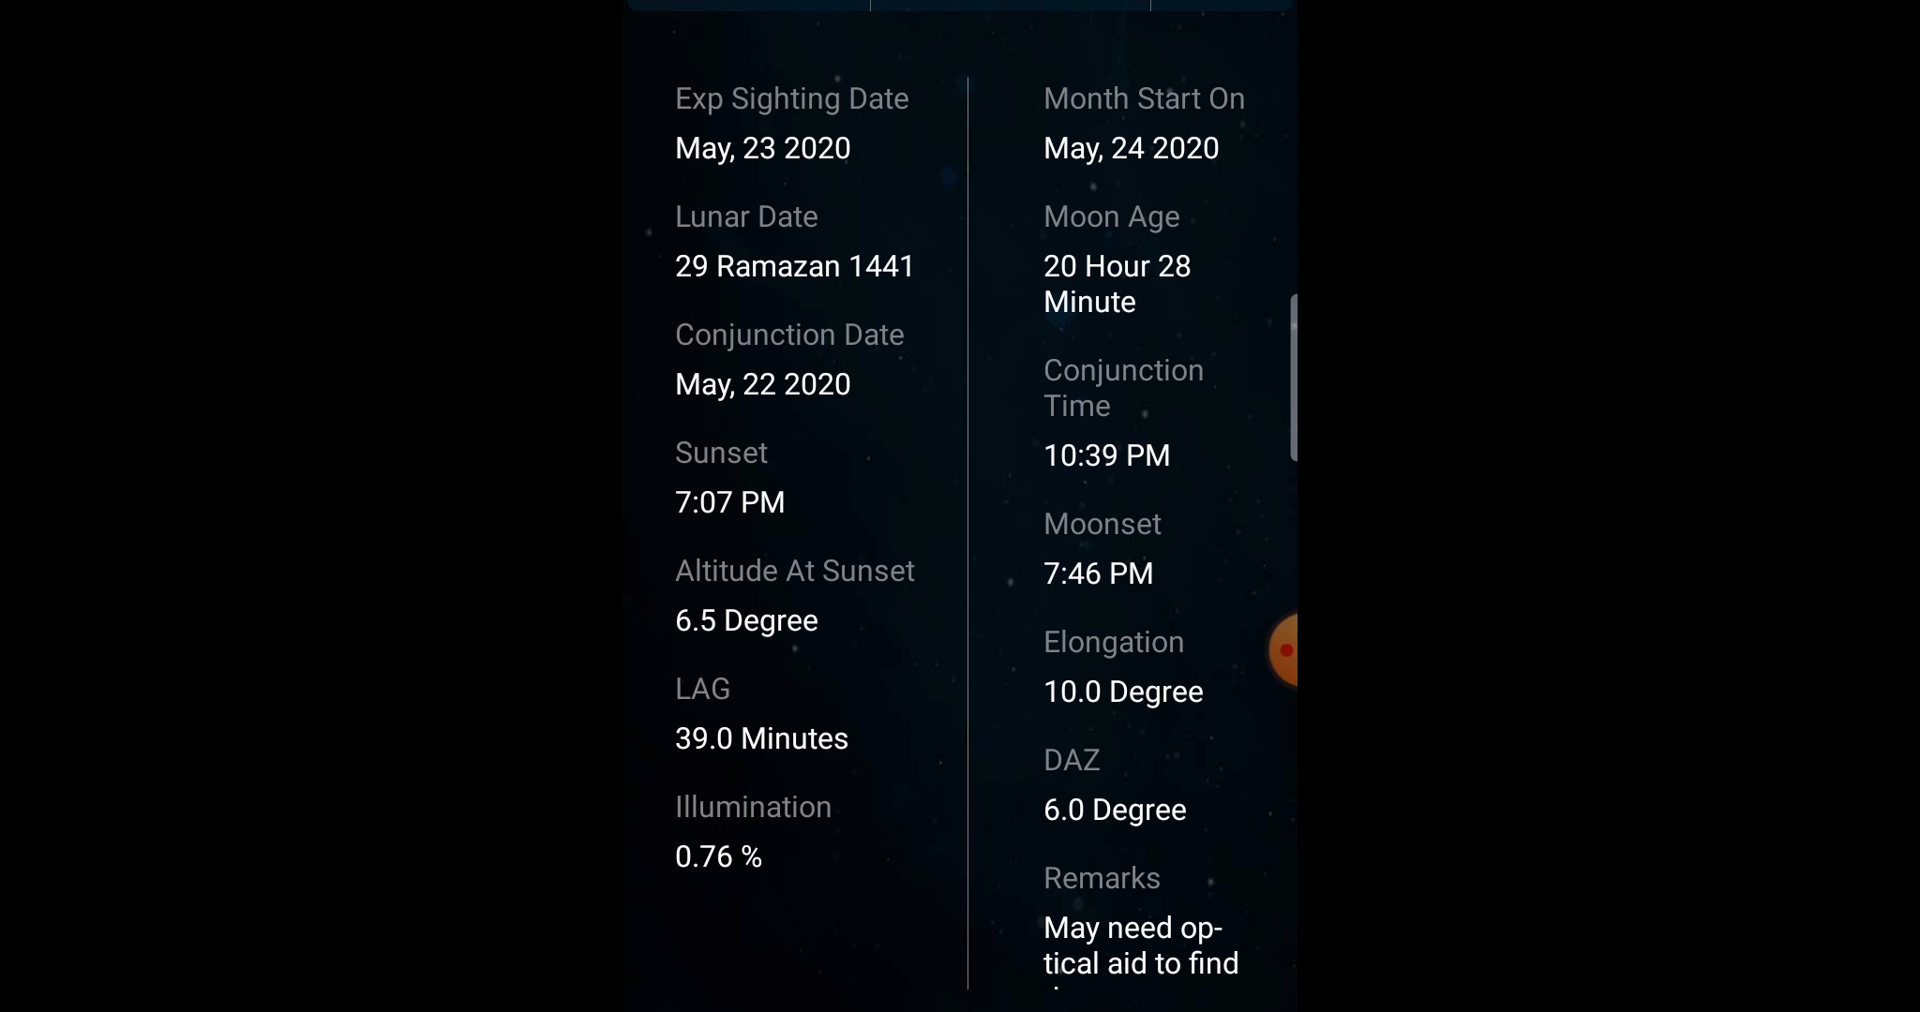 Exp Sighting Date
May, 23 2020
Lunar Date
29 Ramazan 1441
Conjunction Date
May, 22 2020
Sunset
7:07 PM
Altitude At Sunset
6.5 Degree
LAG
39.0 Minutes
Illumination
0.76 %
Month Start On
May, 24 2020
Moon Age
20 Hour 28
Minute
Conjunction
Time
10:39 PM
Moonset
7:46 PM
Elongation
10.0 Degree
DAZ
6.0 Degree
Remarks
May need op-
tical aid to find